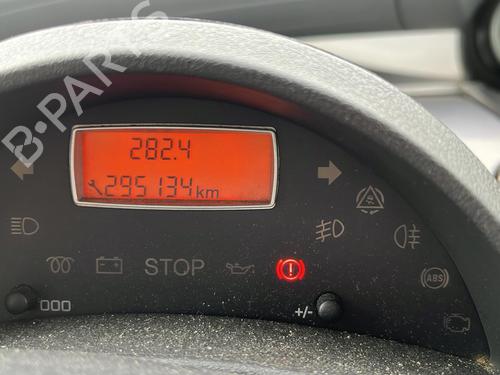 B-PARTS
282.4
295134 km
STOP
ABS
000
+/-